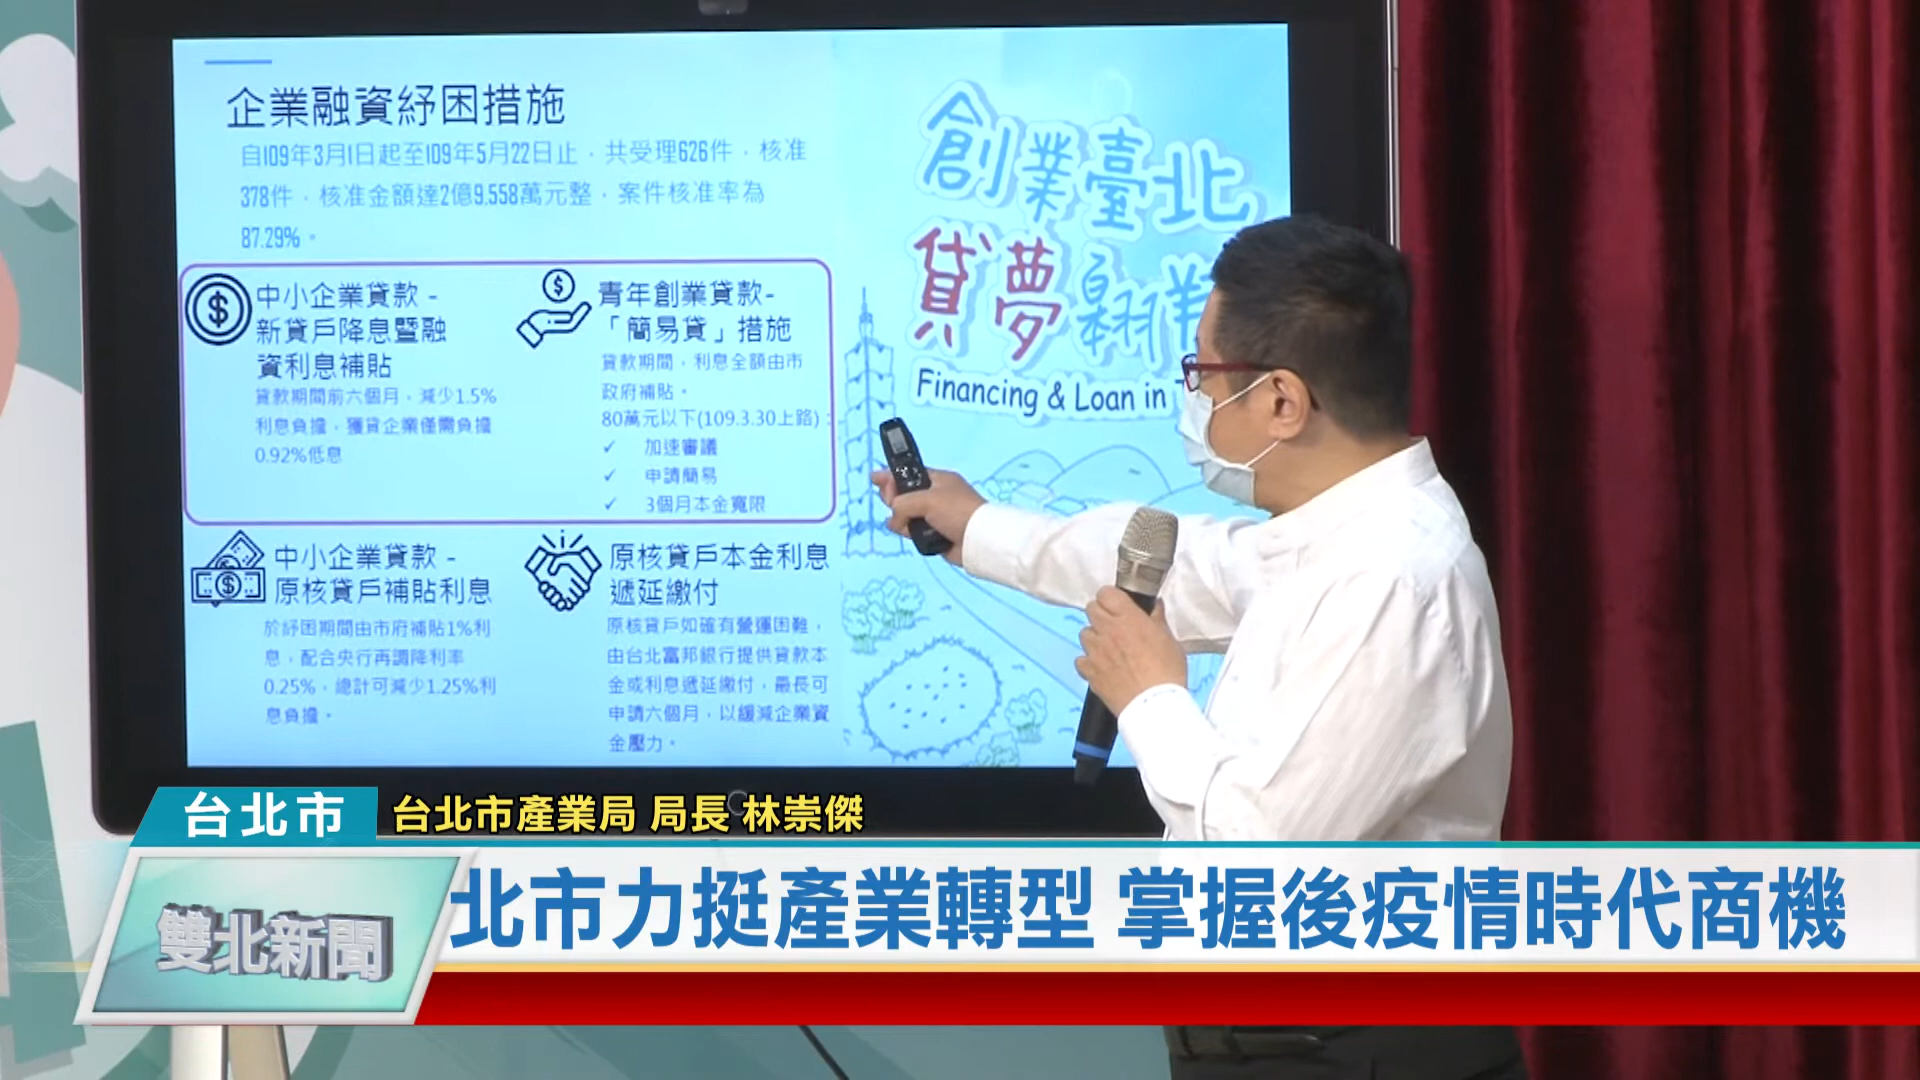 企業融資紓困措施
自109年3月1日起至109年5月22日止，共受理626件，核准
378件，核准金額達2億9,558萬元整，案件核准率為
87.29%。
中小企業貸款 -
新貸戶降息暨融
資利息補貼
貸款期間前六個月，減少1.5%
利息負擔，獲貸企業僅需負擔
0.92%低息
青年創業貸款-
「簡易貸」措施
貸款期間，利息全額由市
政府補貼。
80萬元以下(109.3.30上路)：
✓ 加速審議
✓ 申請簡易
✓ 3個月本金寬限
中小企業貸款 -
原核貸戶補貼利息
於紓困期間由市府補貼1%利
息，配合央行再調降利率
0.25%，總計可減少1.25%利
息負擔。
原核貸戶本金利息
遞延繳付
原核貸戶如確有營運困難，
由台北富邦銀行提供貸款本
金或利息遞延繳付，最長可
申請六個月，以緩減企業資
金壓力。
創業臺北
貸夢翱翔
Financing & Loan in
台北市
台北市產業局 局長 林崇傑
雙北新聞
北市力挺產業轉型 掌握後疫情時代商機